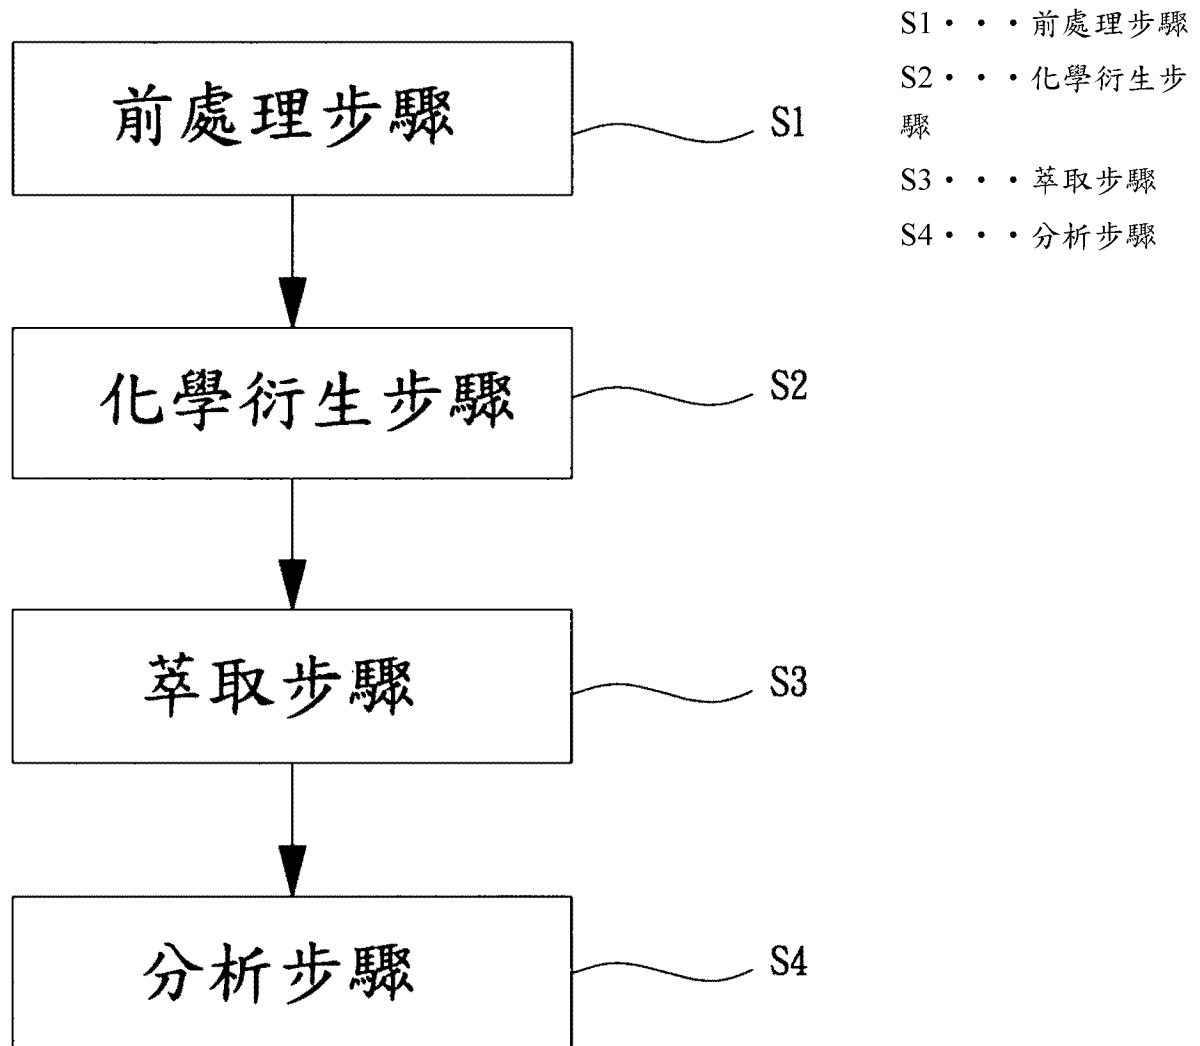 前處理步驟
S1
化學衍生步驟
S2
萃取步驟
S3
分析步驟
S4
S1・・・前處理步驟
S2・・・化學衍生步
驟
S3・・・萃取步驟
S4・・・分析步驟